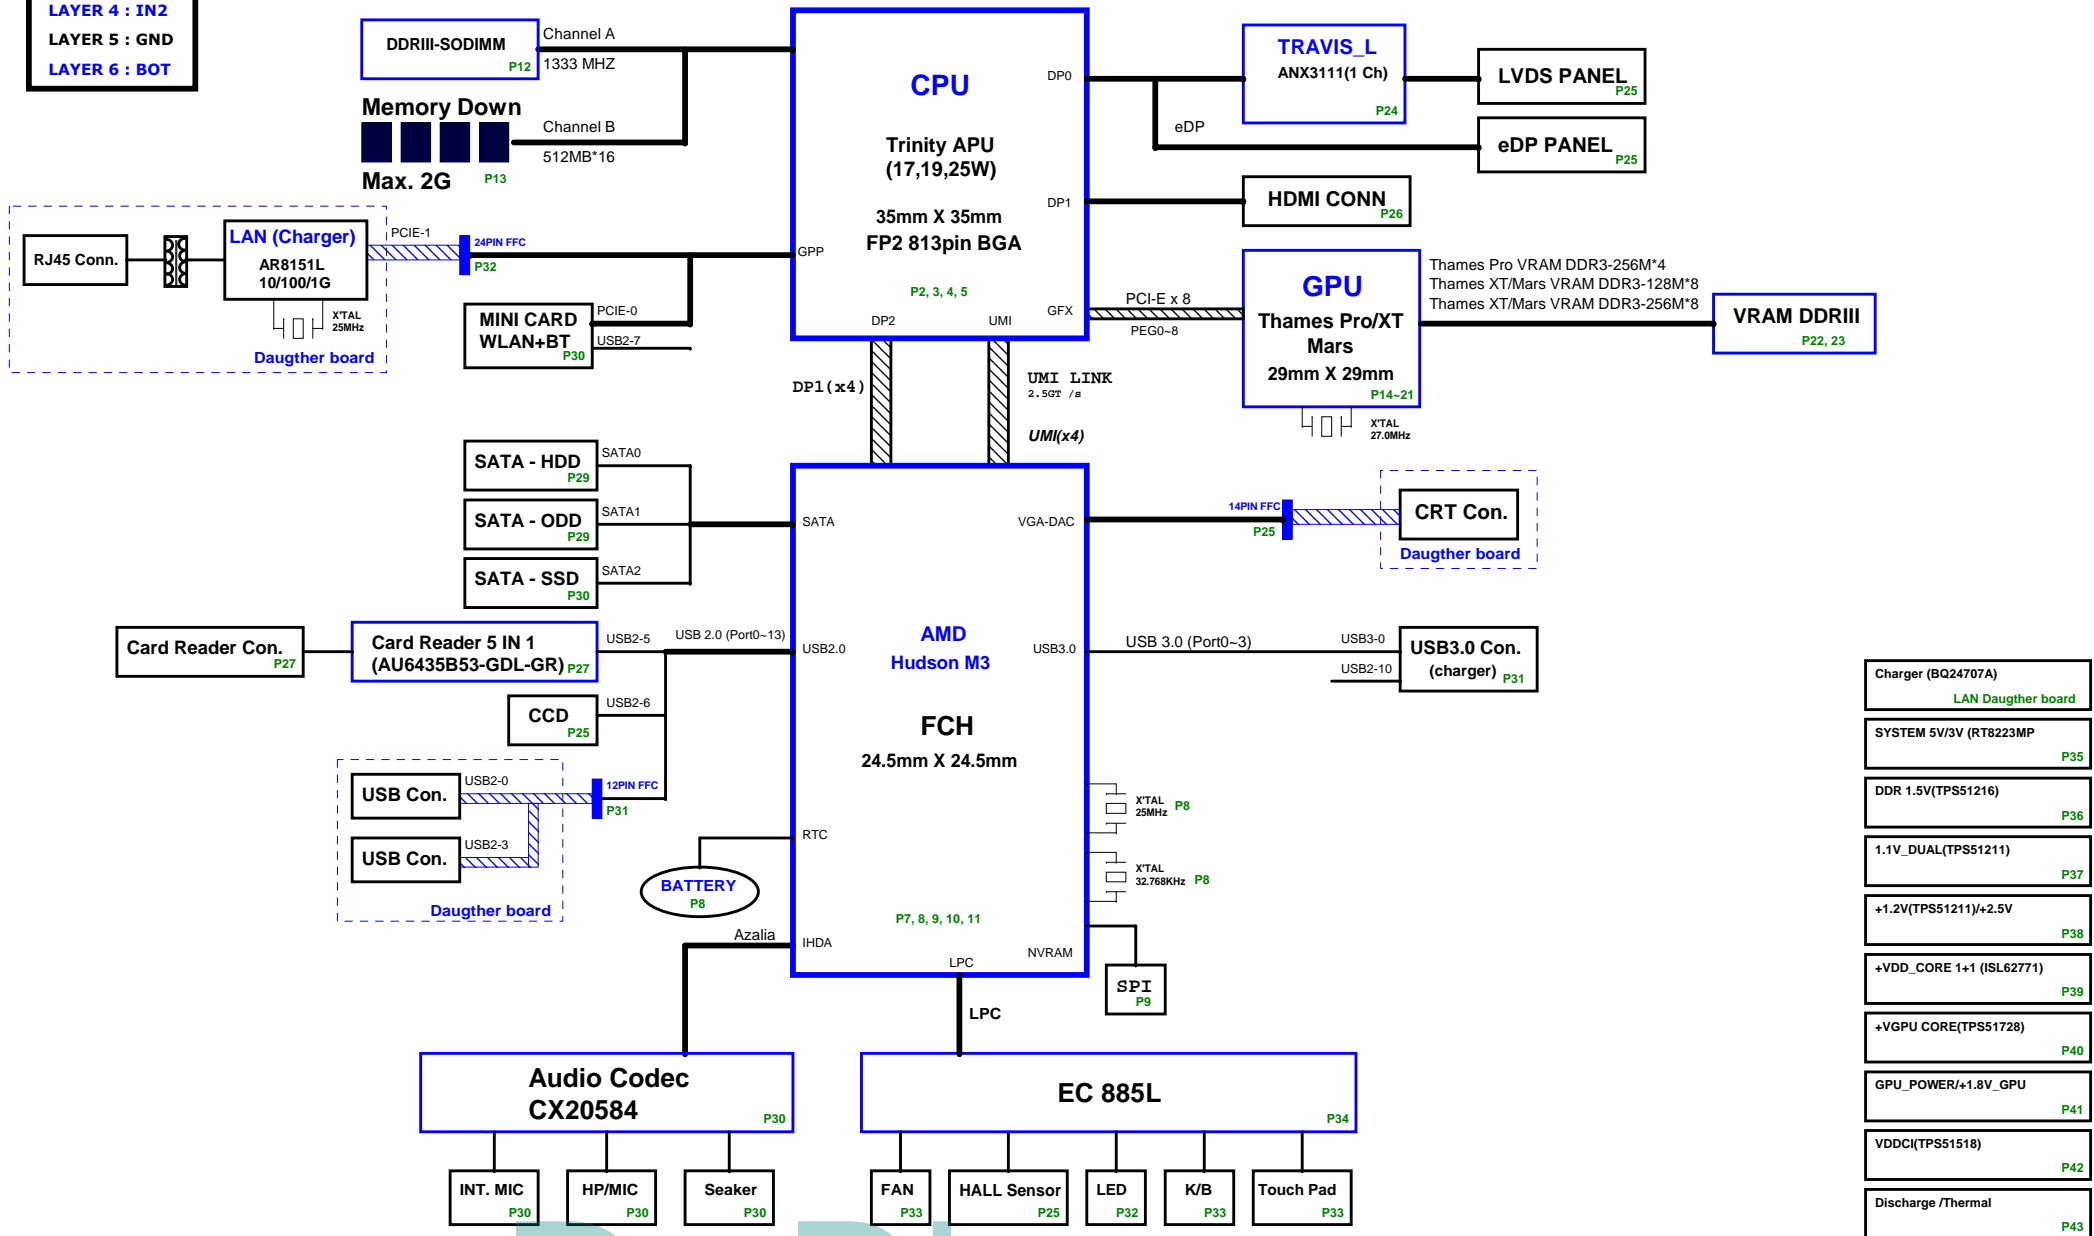 LAYER 4 : IN2
LAYER 5 : GND
LAYER 6 : BOT
DDRIII-SODIMM
P12
Channel A
1333 MHZ
Memory Down
Channel B
512MB*16
Max. 2G
P13
CPU
Trinity APU
(17,19,25W)
35mm X 35mm
FP2 813pin BGA
P2, 3, 4, 5
DP0
DP1
GPP
GFX
DP2
UMI
TRAVIS_L
ANX3111(1 Ch)
P24
LVDS PANEL
P25
eDP
eDP PANEL
P25
HDMI CONN
P26
RJ45 Conn.
LAN (Charger)
AR8151L
10/100/1G
X'TAL
25MHz
Daugther board
PCIE-1
24PIN FFC
P32
MINI CARD
WLAN+BT
P30
PCIE-0
USB2-7
PCI-E x 8
PEG0~8
GPU
Thames Pro/XT
Mars
29mm X 29mm
P14~21
X'TAL
27.0MHz
Thames Pro VRAM DDR3-256M*4
Thames XT/Mars VRAM DDR3-128M*8
Thames XT/Mars VRAM DDR3-256M*8
VRAM DDRIII
P22, 23
DP1(x4)
UMI LINK
2.5GT /s
UMI(x4)
SATA - HDD
P29
SATA0
SATA - ODD
P29
SATA1
SATA - SSD
P30
SATA2
SATA
VGA-DAC
14PIN FFC
P25
CRT Con.
Daugther board
Card Reader Con.
P27
Card Reader 5 IN 1
(AU6435B53-GDL-GR)
P27
USB2-5
USB 2.0 (Port0~13)
USB2.0
AMD
Hudson M3
FCH
24.5mm X 24.5mm
P7, 8, 9, 10, 11
USB3.0
USB 3.0 (Port0~3)
USB3-0
USB2-10
USB3.0 Con.
(charger)
P31
CCD
P25
USB2-6
USB Con.
USB2-0
USB Con.
USB2-3
12PIN FFC
P31
Daugther board
RTC
BATTERY
P8
X'TAL
25MHz
P8
X'TAL
32.768KHz
P8
Azalia
IHDA
LPC
NVRAM
SPI
P9
LPC
Audio Codec
CX20584
P30
EC 885L
P34
INT. MIC
P30
HP/MIC
P30
Seaker
P30
FAN
P33
HALL Sensor
P25
LED
P32
K/B
P33
Touch Pad
P33
Charger (BQ24707A)
LAN Daugther board
SYSTEM 5V/3V (RT8223MP
P35
DDR 1.5V(TPS51216)
P36
1.1V_DUAL(TPS51211)
P37
+1.2V(TPS51211)/+2.5V
P38
+VDD_CORE 1+1 (ISL62771)
P39
+VGPU CORE(TPS51728)
P40
GPU_POWER/+1.8V_GPU
P41
VDDCI(TPS51518)
P42
Discharge /Thermal
P43